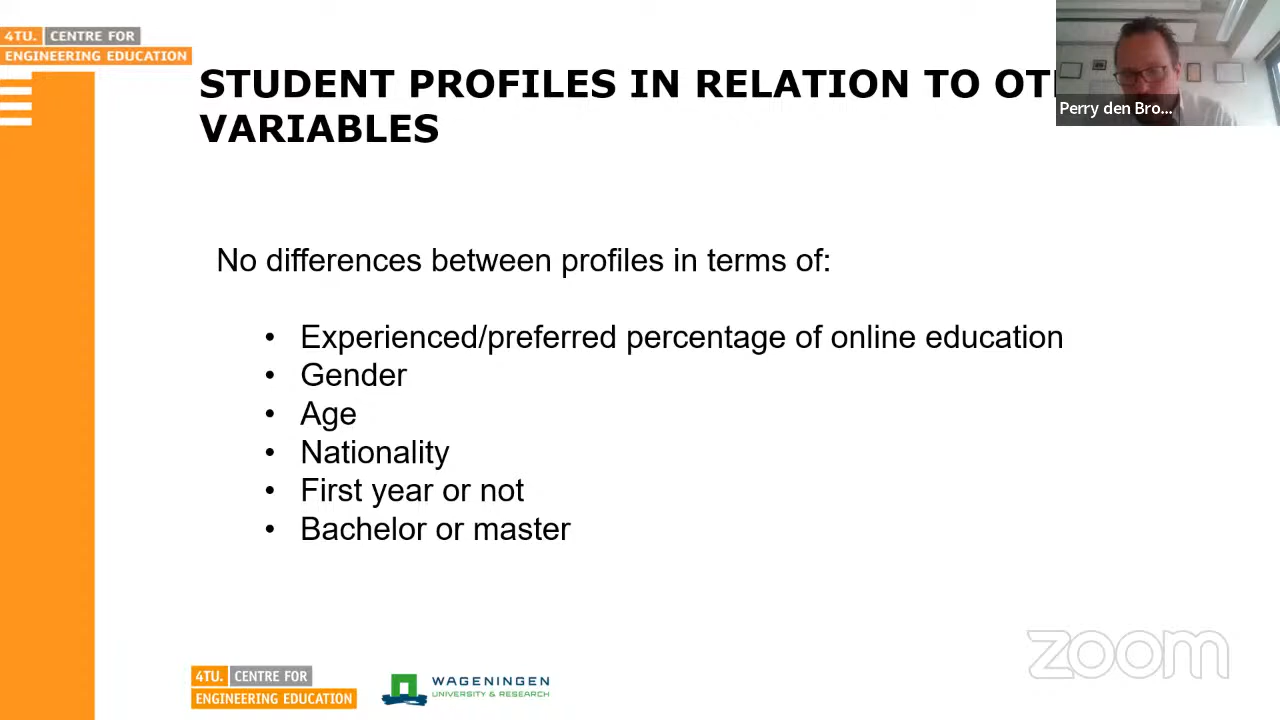 4TU. CENTRE FOR
ENGINEERING EDUCATION
STUDENT PROFILES IN RELATION TO
VARIABLES
Perry den Bro...
No differences between profiles in terms of:
• Experienced/preferred percentage of online education
• Gender
• Age
• Nationality
• First year or not
• Bachelor or master
zoom
4TU. CENTRE FOR
ENGINEERING EDUCATION
WAGENINGEN
UNIVERSITY & RESEARCH